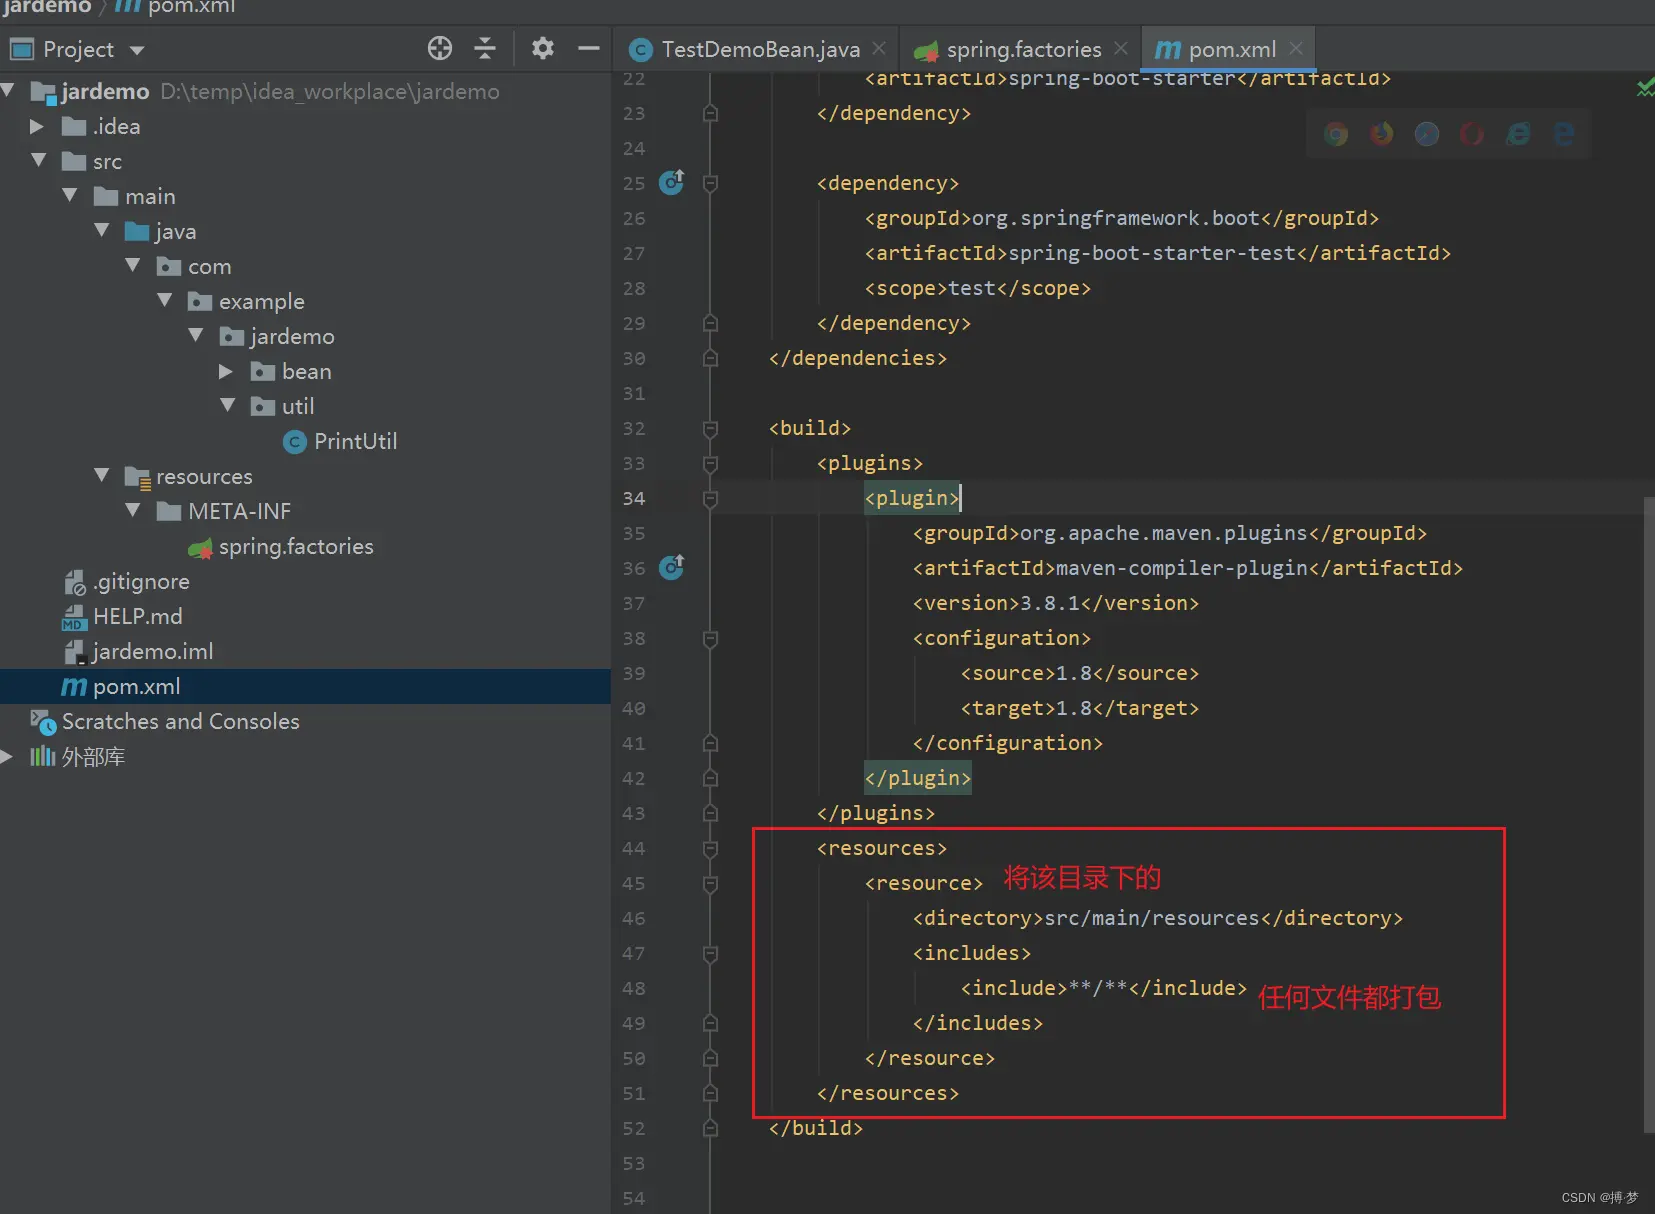 jardemo pom.xml
Project
TestDemoBean.java
spring.factories
pom.xml
jardemo D:\temp\idea_workplace\jardemo
.idea
src
main
java
com
example
jardemo
bean
util
PrintUtil
resources
META-INF
spring.factories
.gitignore
HELP.md
jardemo.iml
pom.xml
Scratches and Consoles
外部库
22 <artifactId>spring-boot-starter</artifactId>
23 </dependency>
24
25 <dependency>
26 <groupId>org.springframework.boot</groupId>
27 <artifactId>spring-boot-starter-test</artifactId>
28 <scope>test</scope>
29 </dependency>
30 </dependencies>
31
32 <build>
33 <plugins>
34 <plugin>
35 <groupId>org.apache.maven.plugins</groupId>
36 <artifactId>maven-compiler-plugin</artifactId>
37 <version>3.8.1</version>
38 <configuration>
39 <source>1.8</source>
40 <target>1.8</target>
41 </configuration>
42 </plugin>
43 </plugins>
44 <resources>
45 <resource> 将该目录下的
46 <directory>src/main/resources</directory>
47 <includes>
48 <include>**/**</include> 任何文件都打包
49 </includes>
50 </resource>
51 </resources>
52 </build>
53
54
CSDN @搏·梦